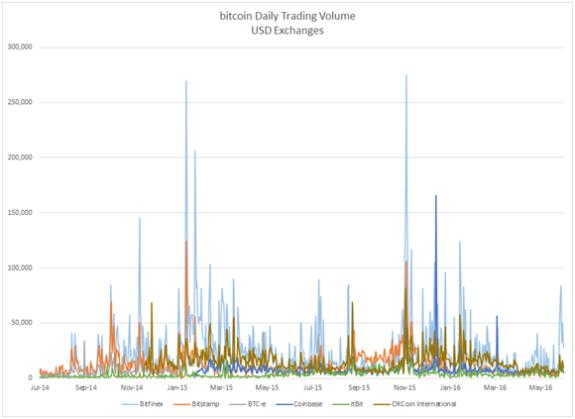 bitcoin Daily Trading Volume
USD Exchanges
300,000
250,000
200,000
150,000
100,000
50,000
0
Jul-14 Sep-14 Nov-14 Jan-15 Mar-15 May-15 Jul-15 Sep-15 Nov-15 Jan-16 Mar-16 May-16
Bitfinex Bitstamp BTC-e Coinbase itBit OKCoin International